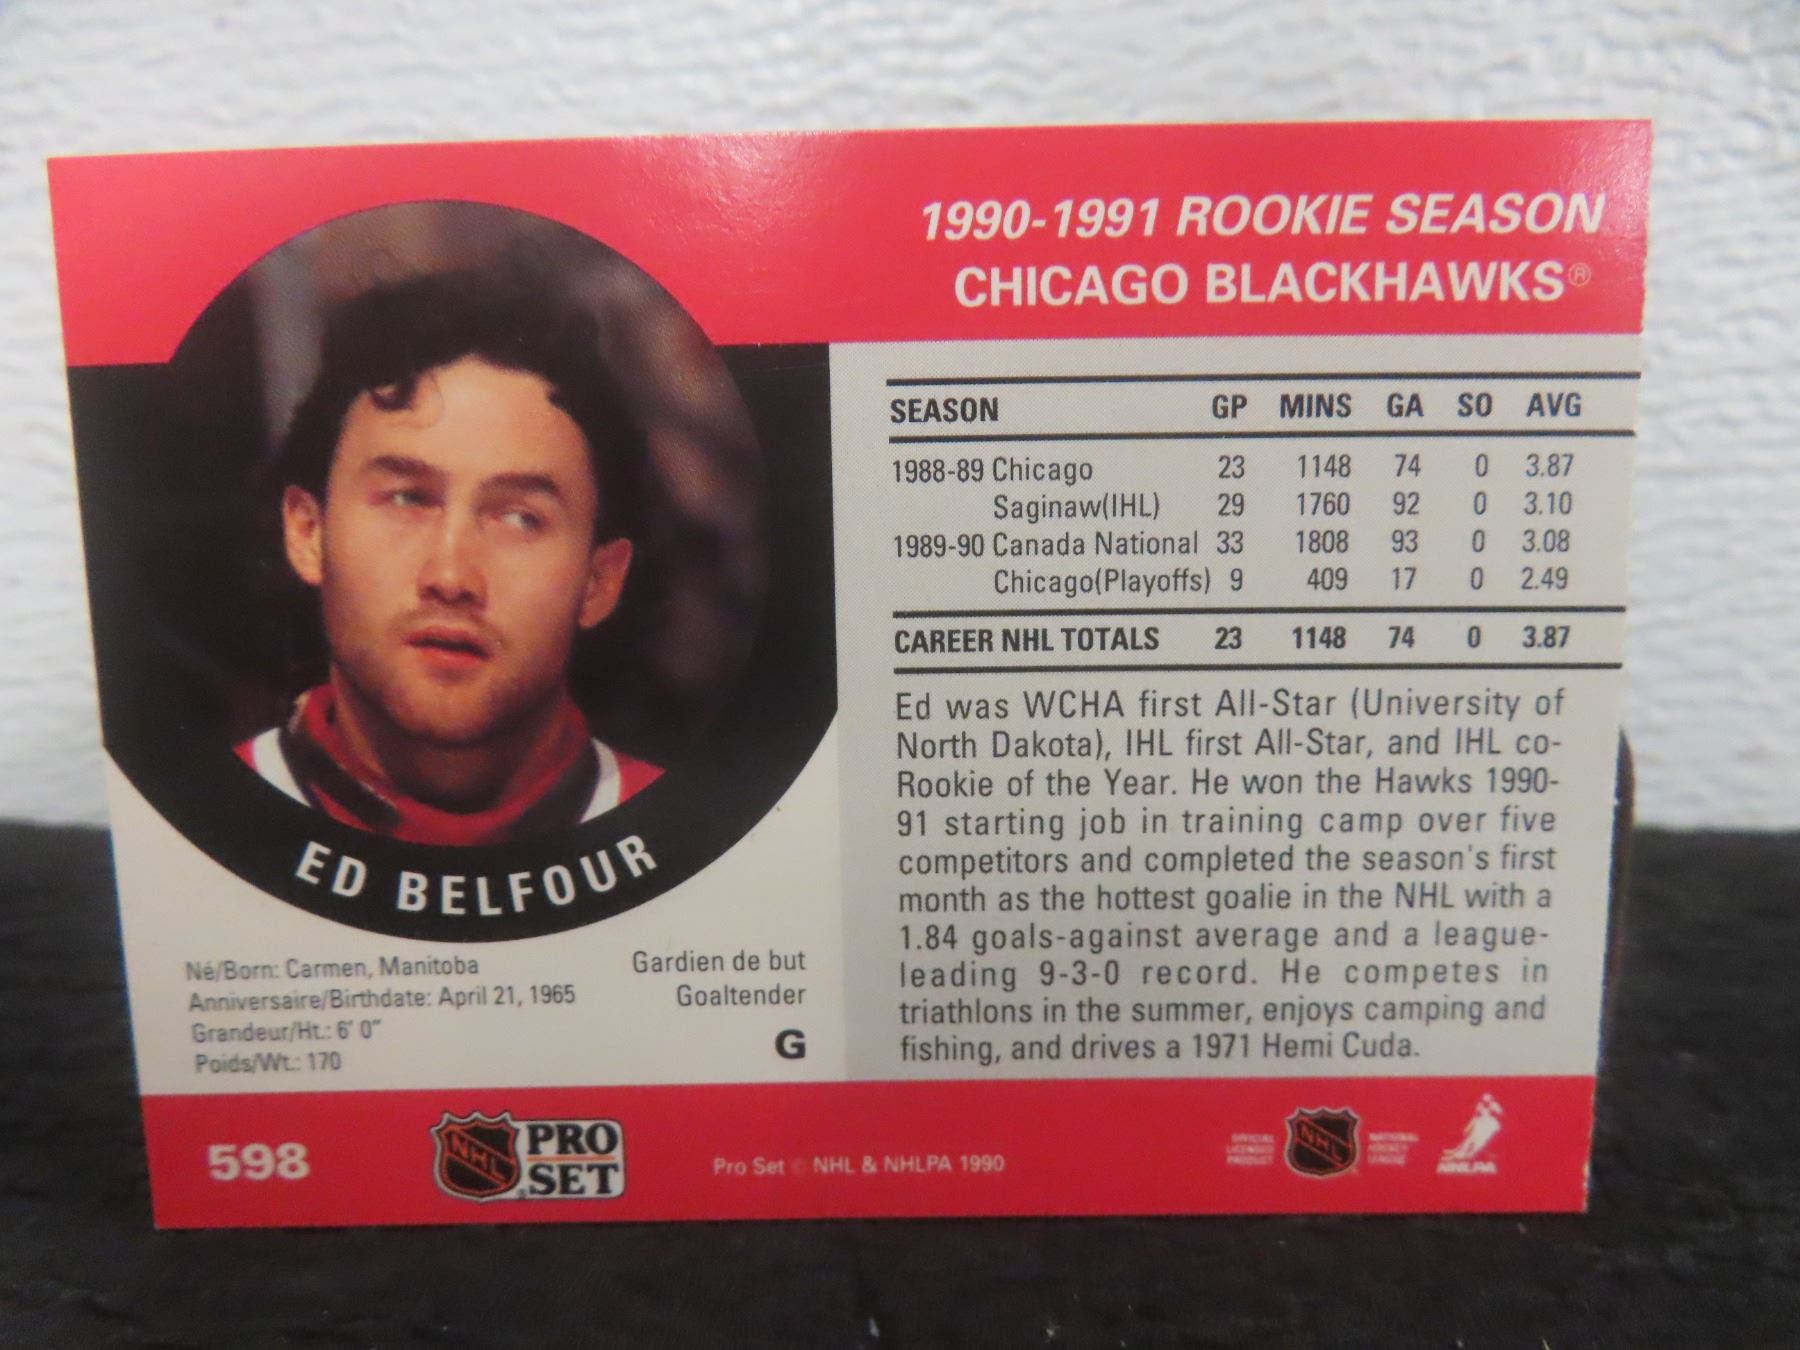 1990-1991 ROOKIE SEASON
CHICAGO BLACKHAWKS®
SEASON GP MINS GA SO AVG
1988-89 Chicago 23 1148 74 0 3.87
Saginaw(IHL) 29 1760 92 0 3.10
1989-90 Canada National 33 1808 93 0 3.08
Chicago(Playoffs) 9 409 17 0 2.49
CAREER NHL TOTALS 23 1148 74 0 3.87
Ed was WCHA first All-Star (University of
North Dakota), IHL first All-Star, and IHL co-
Rookie of the Year. He won the Hawks 1990-
91 starting job in training camp over five
competitors and completed the season's first
month as the hottest goalie in the NHL with a
1.84 goals-against average and a league-
leading 9-3-0 record. He competes in
triathlons in the summer, enjoys camping and
fishing, and drives a 1971 Hemi Cuda.
ED BELFOUR
Né/Born: Carmen, Manitoba
Anniversaire/Birthdate: April 21, 1965
Grandeur/Ht.: 6' 0"
Poids/Wt.: 170
Gardien de but
Goaltender
G
598
NHL
PRO
SET
Pro Set © NHL & NHLPA 1990
OFFICIAL
LICENSED
PRODUCT
NHL
NATIONAL
HOCKEY
LEAGUE
NHLPA